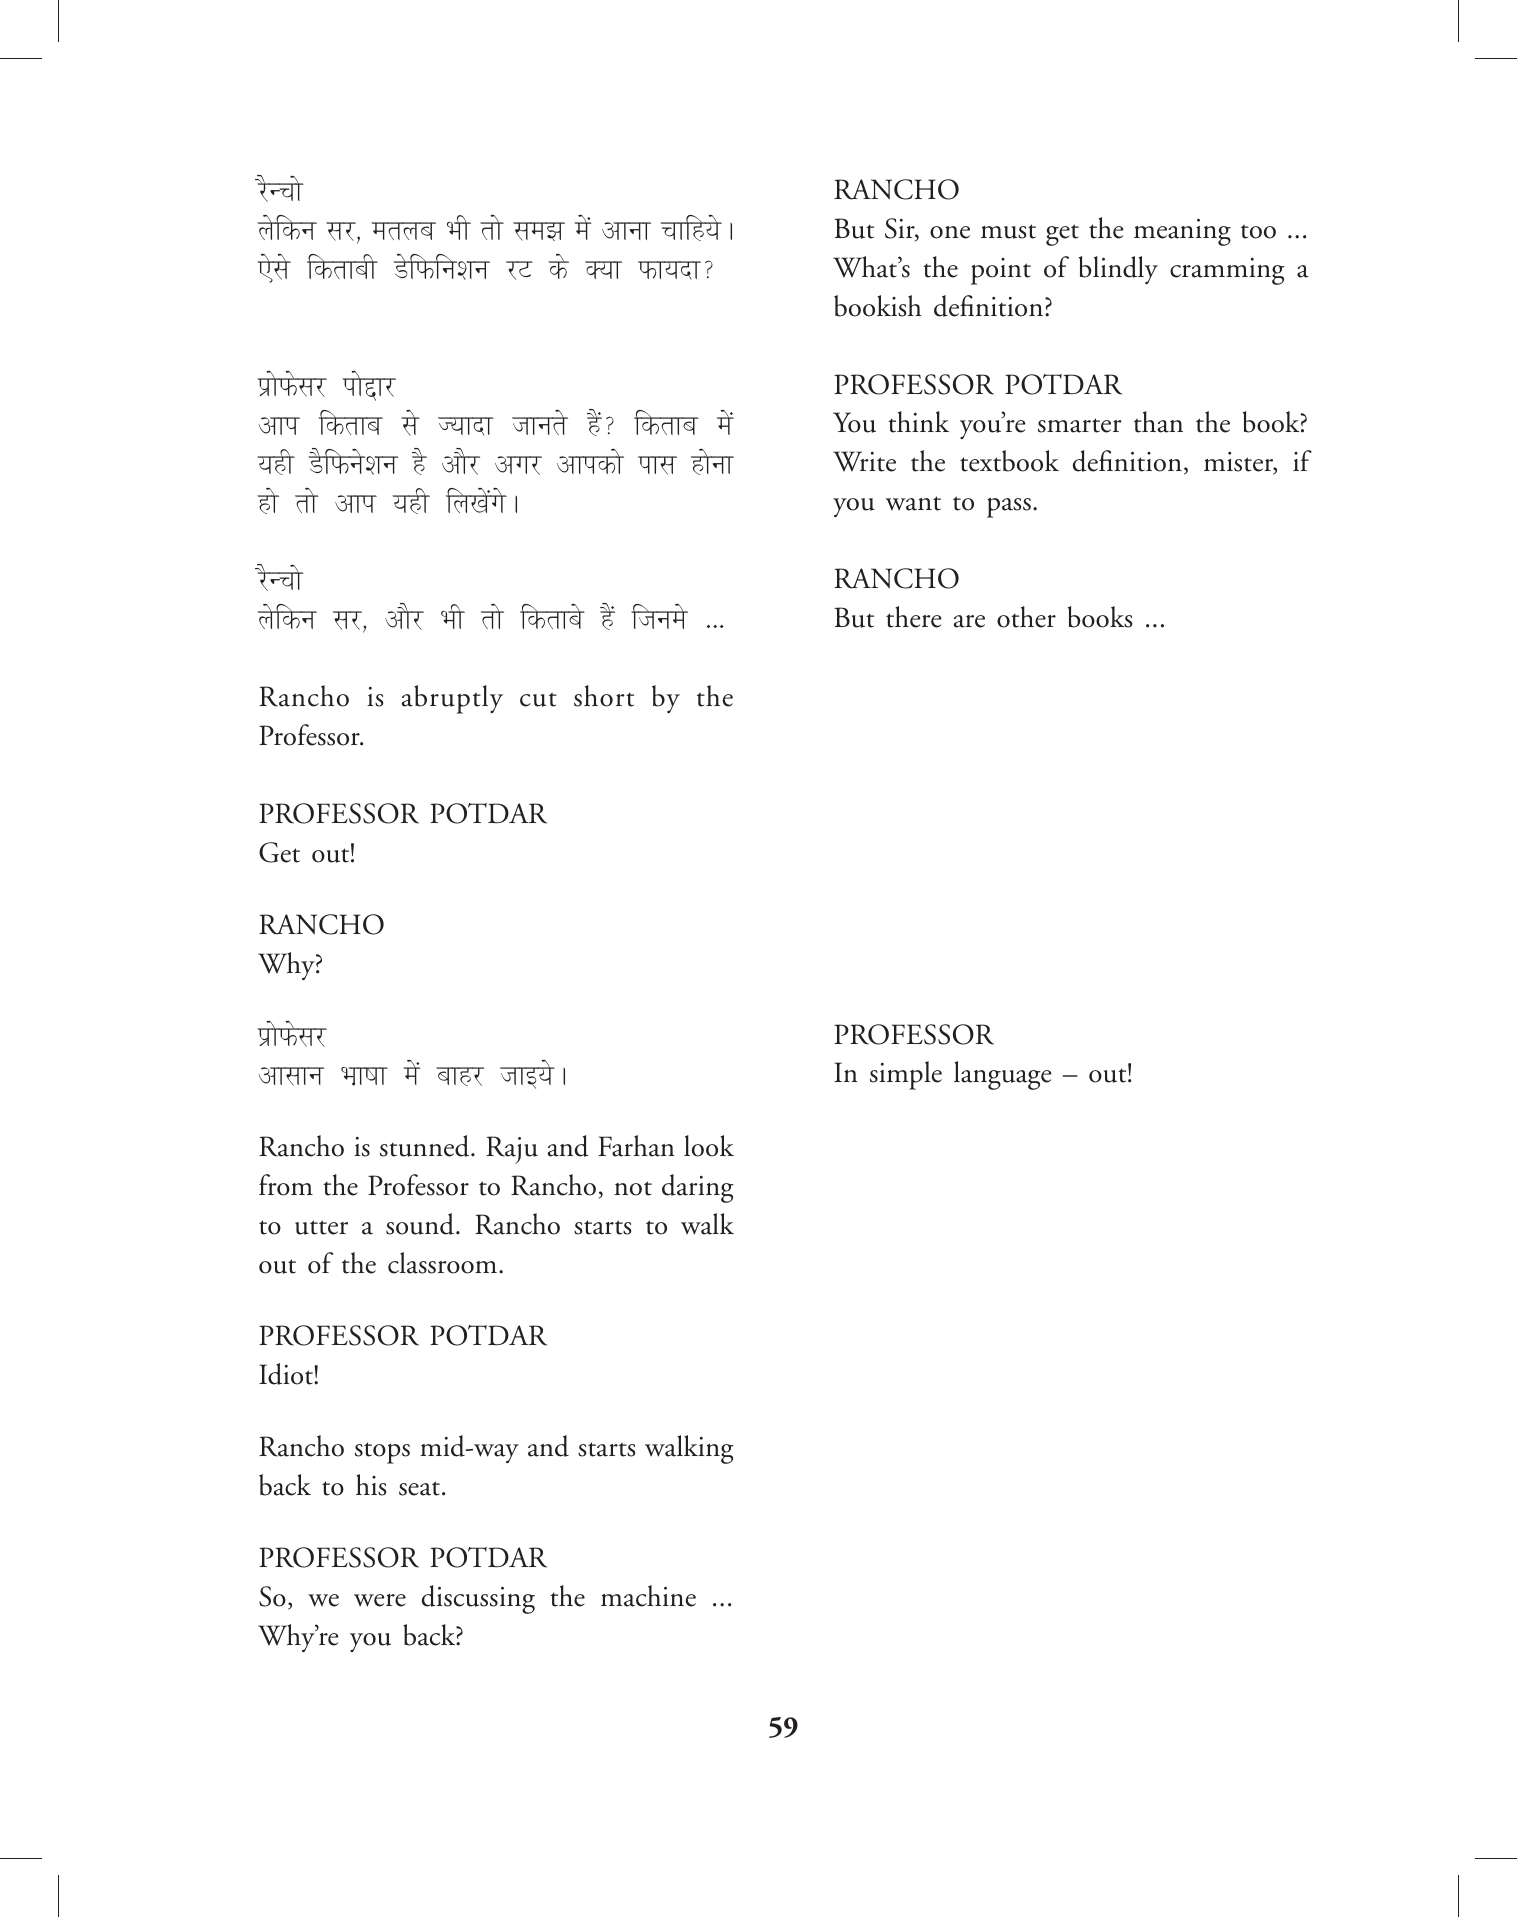 रैन्चो
लेकिन सर, मतलब भी तो समझ में आना चाहिये।
ऐसे किताबी डेफिनिशन रट के क्या फायदा?
RANCHO
But Sir, one must get the meaning too ...
What's the point of blindly cramming a
bookish definition?
प्रोफेसर पोद्दार
आप किताब से ज्यादा जानते हैं? किताब में
यही डैफिनेशन है और अगर आपको पास होना
हो तो आप यही लिखेंगे।
PROFESSOR POTDAR
You think you're smarter than the book?
Write the textbook definition, mister, if
you want to pass.
रैन्चो
लेकिन सर, और भी तो किताबे हैं जिनमे ...
RANCHO
But there are other books ...
Rancho is abruptly cut short by the
Professor.
PROFESSOR POTDAR
Get out!
RANCHO
Why?
प्रोफेसर
आसान भा़षा में बाहर जाइये।
PROFESSOR
In simple language – out!
Rancho is stunned. Raju and Farhan look
from the Professor to Rancho, not daring
to utter a sound. Rancho starts to walk
out of the classroom.
PROFESSOR POTDAR
Idiot!
Rancho stops mid-way and starts walking
back to his seat.
PROFESSOR POTDAR
So, we were discussing the machine ...
Why're you back?
59